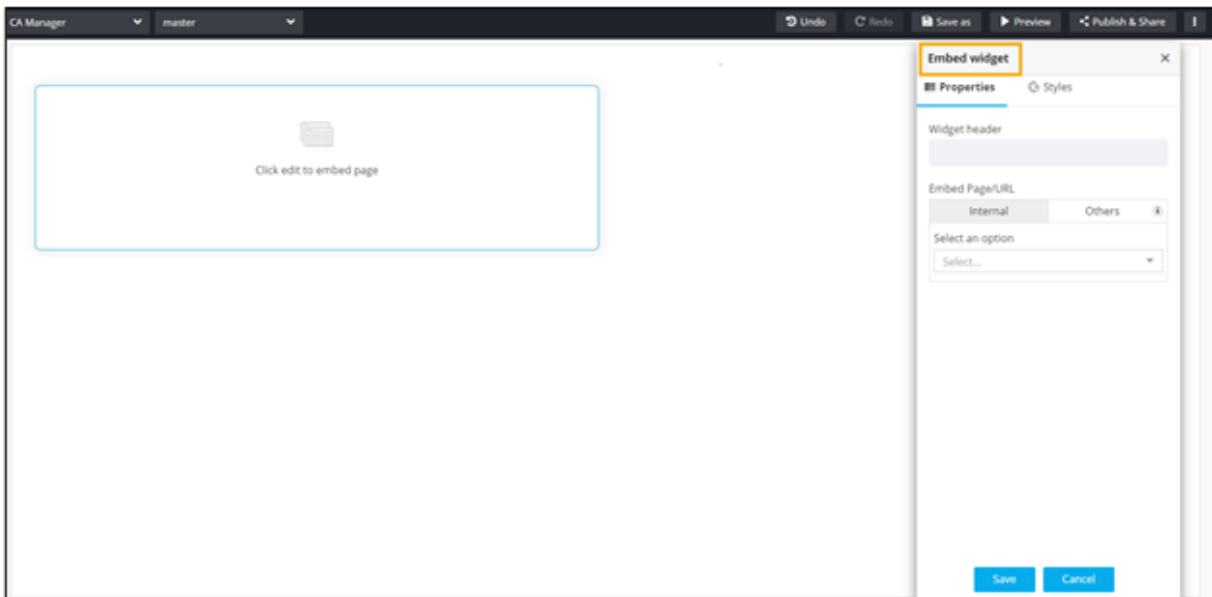 CA Manager master Undo Redo Save as Preview Publish & Share
Embed widget
Properties Styles
Widget header
Click edit to embed page
Embed Page/URL
Internal Others
Select an option
Select...
Save Cancel